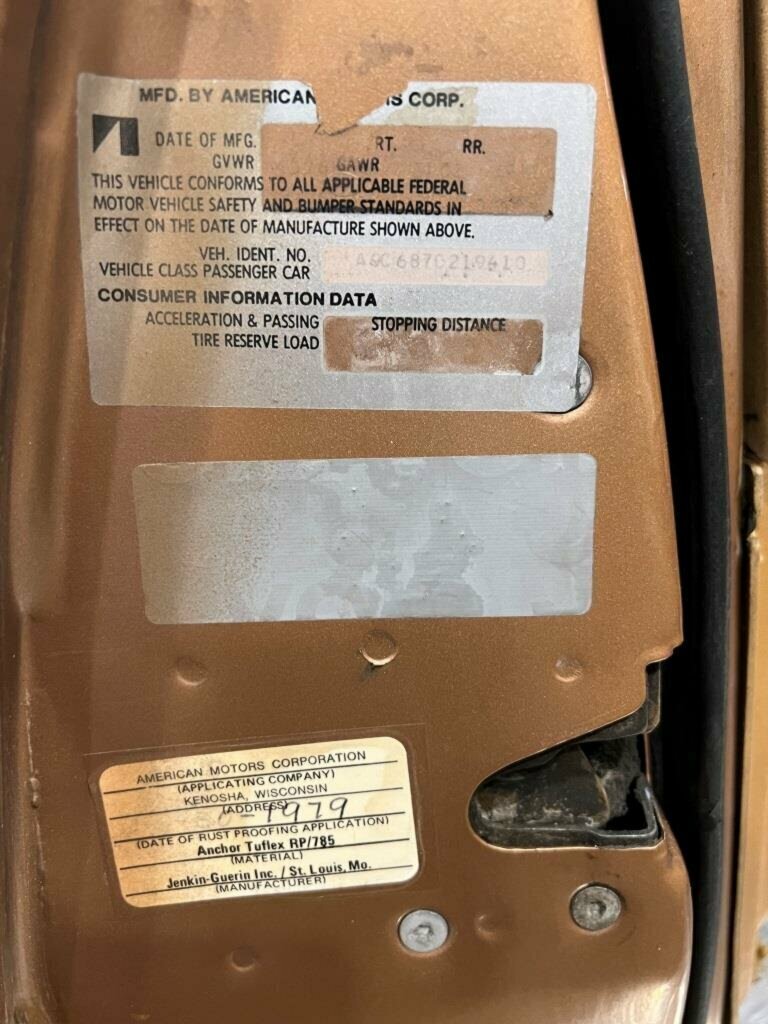 MFD. BY AMERICAN S CORP.
DATE OF MFG. RT. RR.
GVWR GAWR
THIS VEHICLE CONFORMS TO ALL APPLICABLE FEDERAL
MOTOR VEHICLE SAFETY AND BUMPER STANDARDS IN
EFFECT ON THE DATE OF MANUFACTURE SHOWN ABOVE.
VEH. IDENT. NO.
VEHICLE CLASS PASSENGER CAR
CONSUMER INFORMATION DATA
ACCELERATION & PASSING STOPPING DISTANCE
TIRE RESERVE LOAD
AMERICAN MOTORS CORPORATION
(APPLICATING COMPANY)
KENOSHA, WISCONSIN
(ADDRESS)
1979
(DATE OF RUST PROOFING APPLICATION)
Anchor Tuflex RP/785
(MATERIAL)
Jenkin-Guerin Inc. / St. Louis, Mo.
(MANUFACTURER)